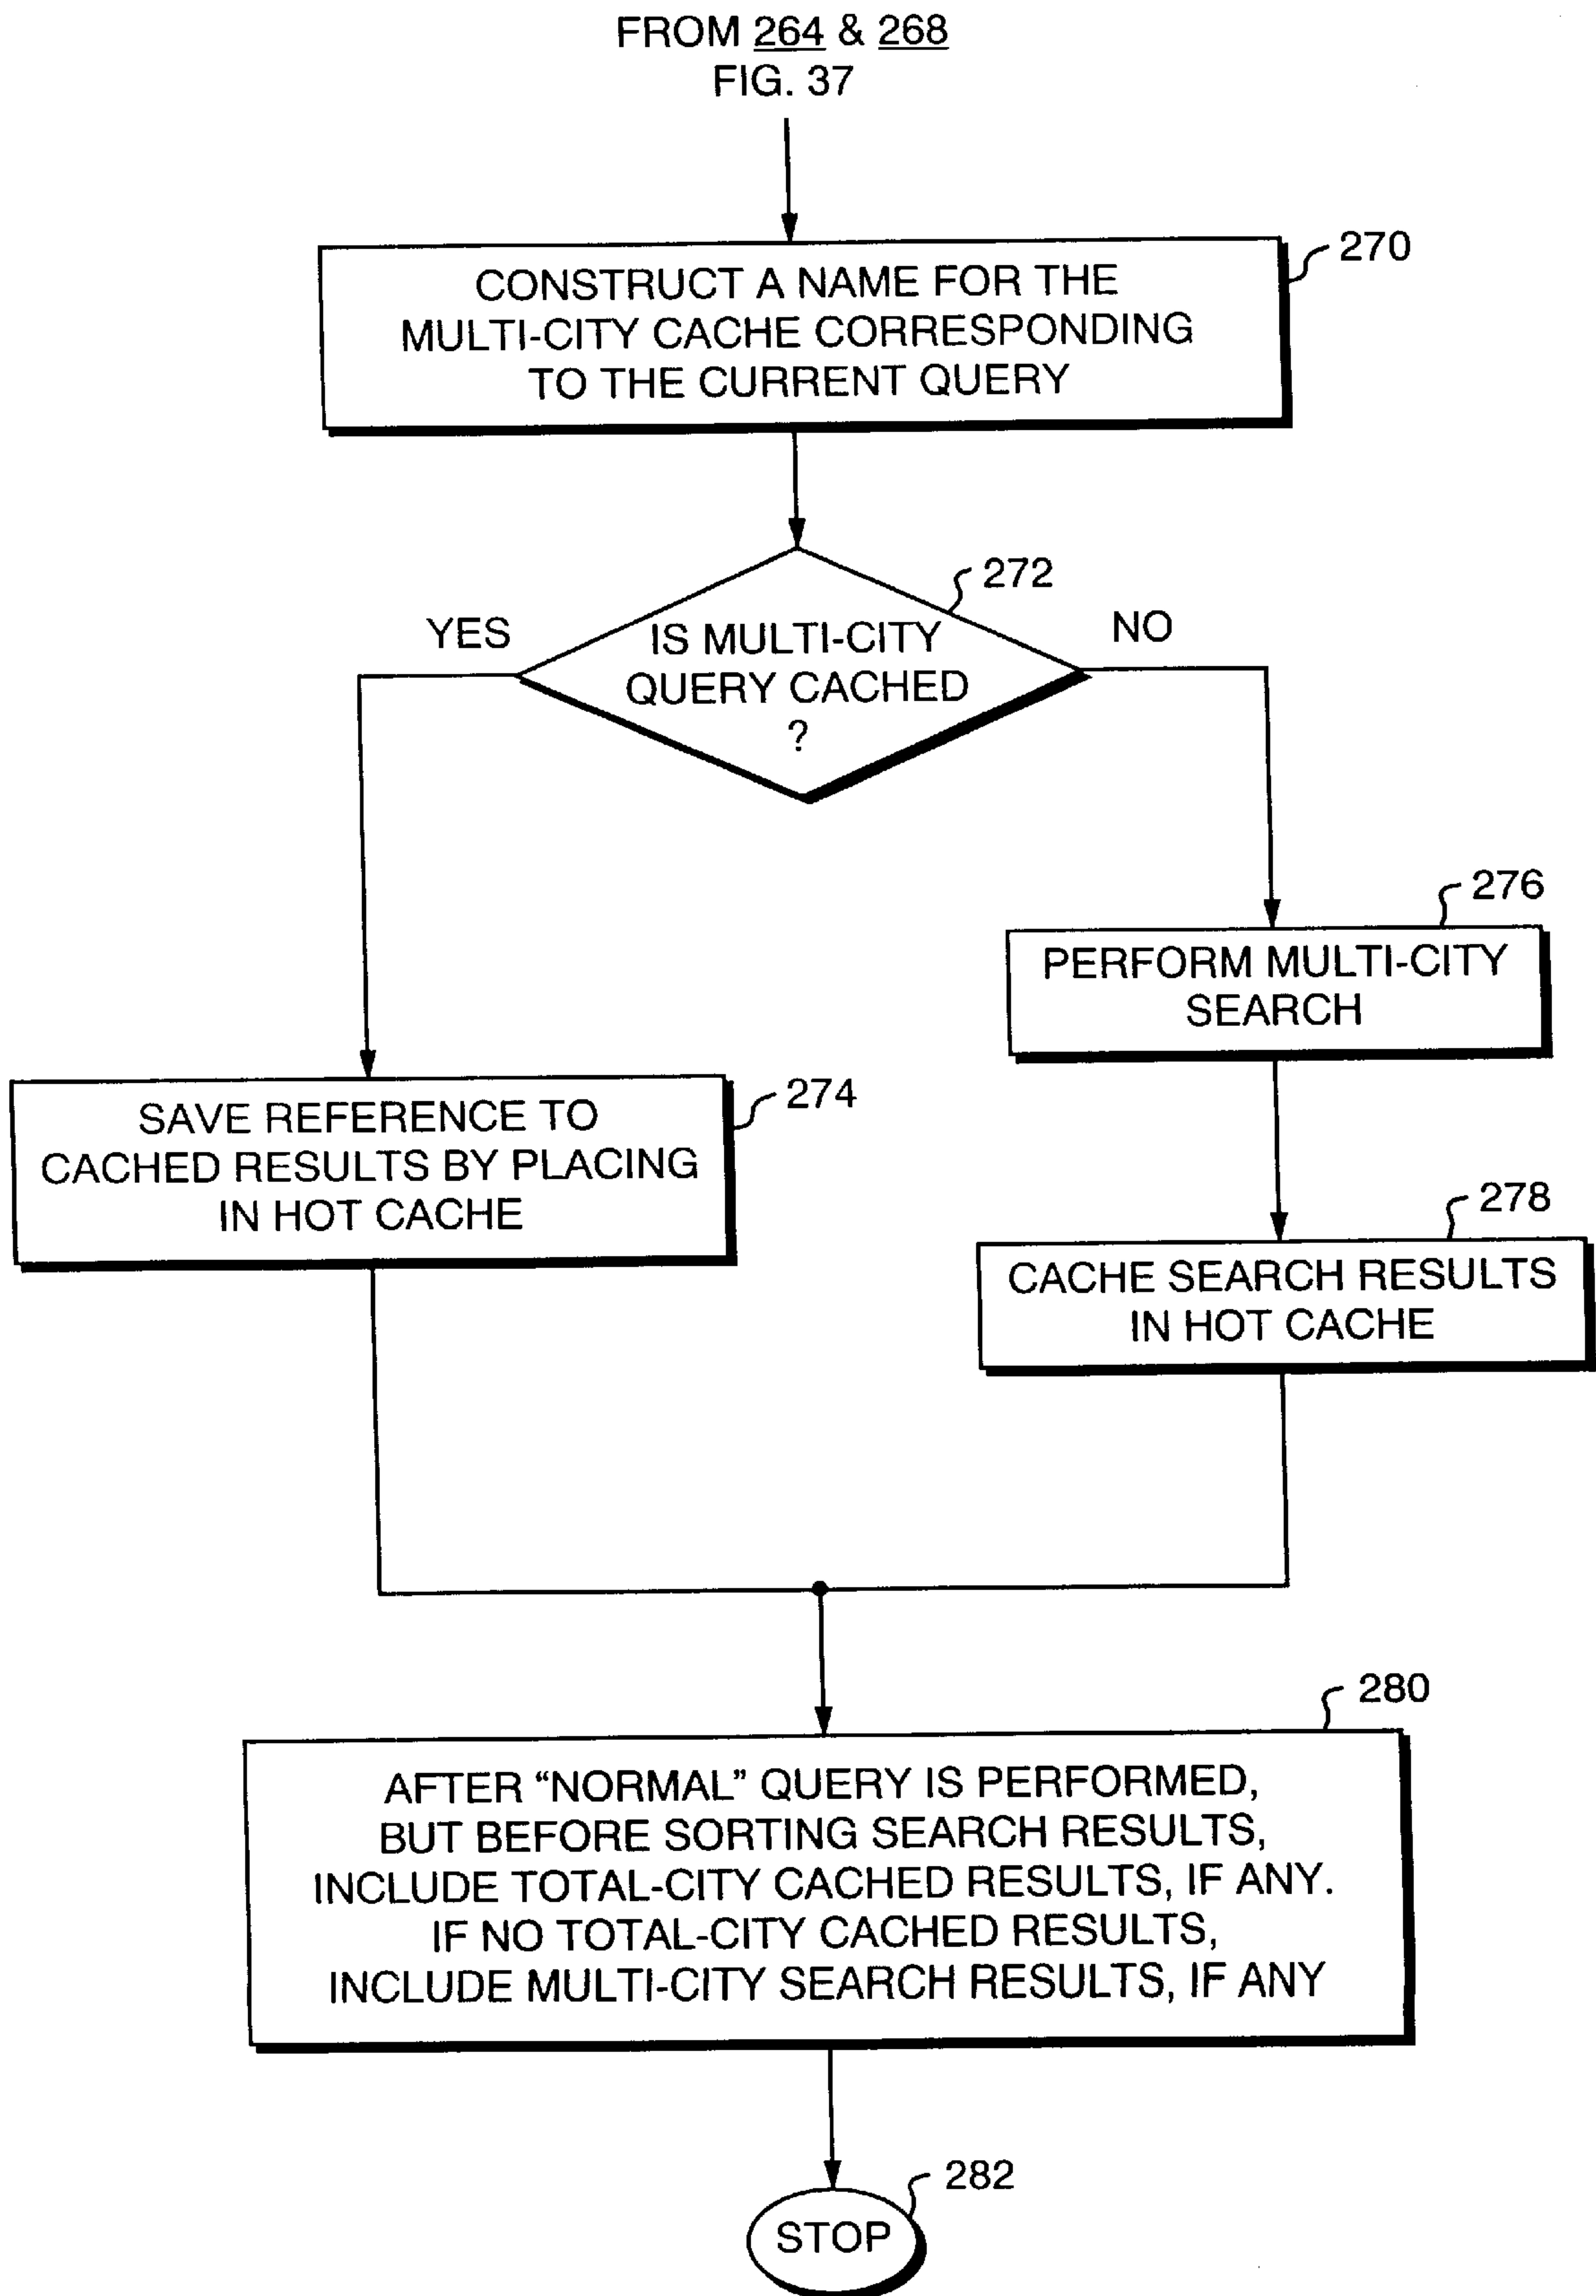 FROM 264 & 268
FIG. 37
270
CONSTRUCT A NAME FOR THE
MULTI-CITY CACHE CORRESPONDING
TO THE CURRENT QUERY
272
YES
NO
IS MULTI-CITY
QUERY CACHED
?
276
PERFORM MULTI-CITY
SEARCH
274
SAVE REFERENCE TO
CACHED RESULTS BY PLACING
IN HOT CACHE
278
CACHE SEARCH RESULTS
IN HOT CACHE
280
AFTER “NORMAL” QUERY IS PERFORMED,
BUT BEFORE SORTING SEARCH RESULTS,
INCLUDE TOTAL-CITY CACHED RESULTS, IF ANY.
IF NO TOTAL-CITY CACHED RESULTS,
INCLUDE MULTI-CITY SEARCH RESULTS, IF ANY
282
STOP